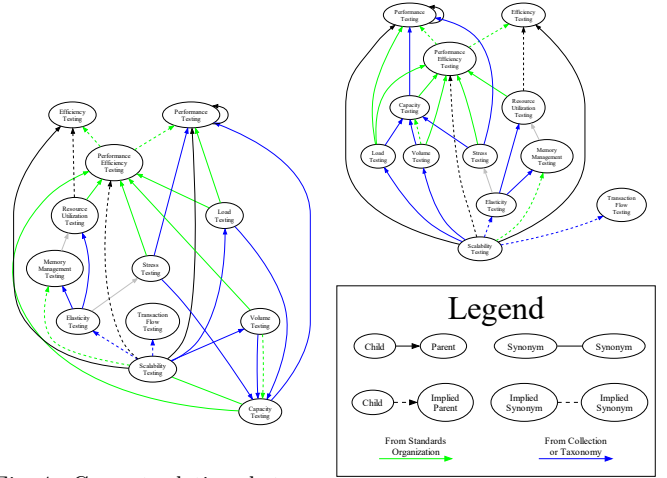 Efficiency
Testing
Performance
Testing
Performance
Efficiency
Testing
Resource
Utilization
Testing
Load
Testing
Memory
Management
Testing
Stress
Testing
Elasticity
Testing
Transaction
Flow
Testing
Volume
Testing
Scalability
Testing
Capacity
Testing
Performance
Testing
Efficiency
Testing
Performance
Efficiency
Testing
Capacity
Testing
Resource
Utilization
Testing
Load
Testing
Volume
Testing
Stress
Testing
Memory
Management
Testing
Elasticity
Testing
Transaction
Flow
Testing
Scalability
Testing
Legend
Child
Parent
Synonym
Synonym
Child
Implied
Parent
Implied
Synonym
Implied
Synonym
From Standards
Organization
From Collection
or Taxonomy